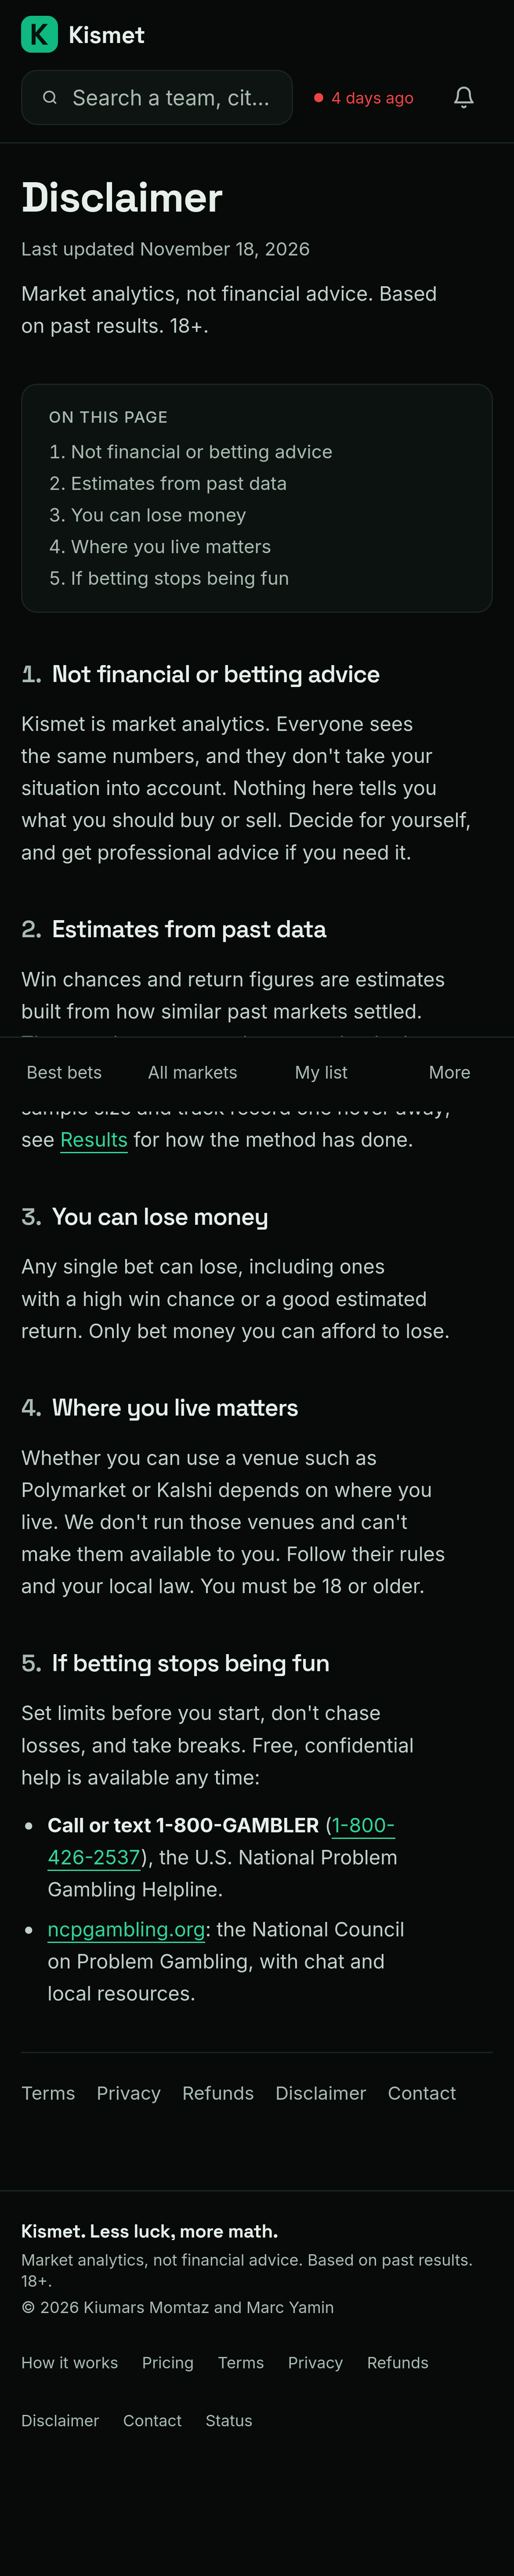 K Kismet
Search a team, cit...
4 days ago
Disclaimer
Last updated November 18, 2026
Market analytics, not financial advice. Based
on past results. 18+.
ON THIS PAGE
1. Not financial or betting advice
2. Estimates from past data
3. You can lose money
4. Where you live matters
5. If betting stops being fun
1. Not financial or betting advice
Kismet is market analytics. Everyone sees
the same numbers, and they don't take your
situation into account. Nothing here tells you
what you should buy or sell. Decide for yourself,
and get professional advice if you need it.
2. Estimates from past data
Win chances and return figures are estimates
built from how similar past markets settled.
Best bets
All markets
My list
More
see Results for how the method has done.
3. You can lose money
Any single bet can lose, including ones
with a high win chance or a good estimated
return. Only bet money you can afford to lose.
4. Where you live matters
Whether you can use a venue such as
Polymarket or Kalshi depends on where you
live. We don't run those venues and can't
make them available to you. Follow their rules
and your local law. You must be 18 or older.
5. If betting stops being fun
Set limits before you start, don't chase
losses, and take breaks. Free, confidential
help is available any time:
• Call or text 1-800-GAMBLER (1-800-
426-2537), the U.S. National Problem
Gambling Helpline.
• ncpgambling.org: the National Council
on Problem Gambling, with chat and
local resources.
Terms Privacy Refunds Disclaimer Contact
Kismet. Less luck, more math.
Market analytics, not financial advice. Based on past results.
18+.
© 2026 Kiumars Momtaz and Marc Yamin
How it works Pricing Terms Privacy Refunds
Disclaimer Contact Status